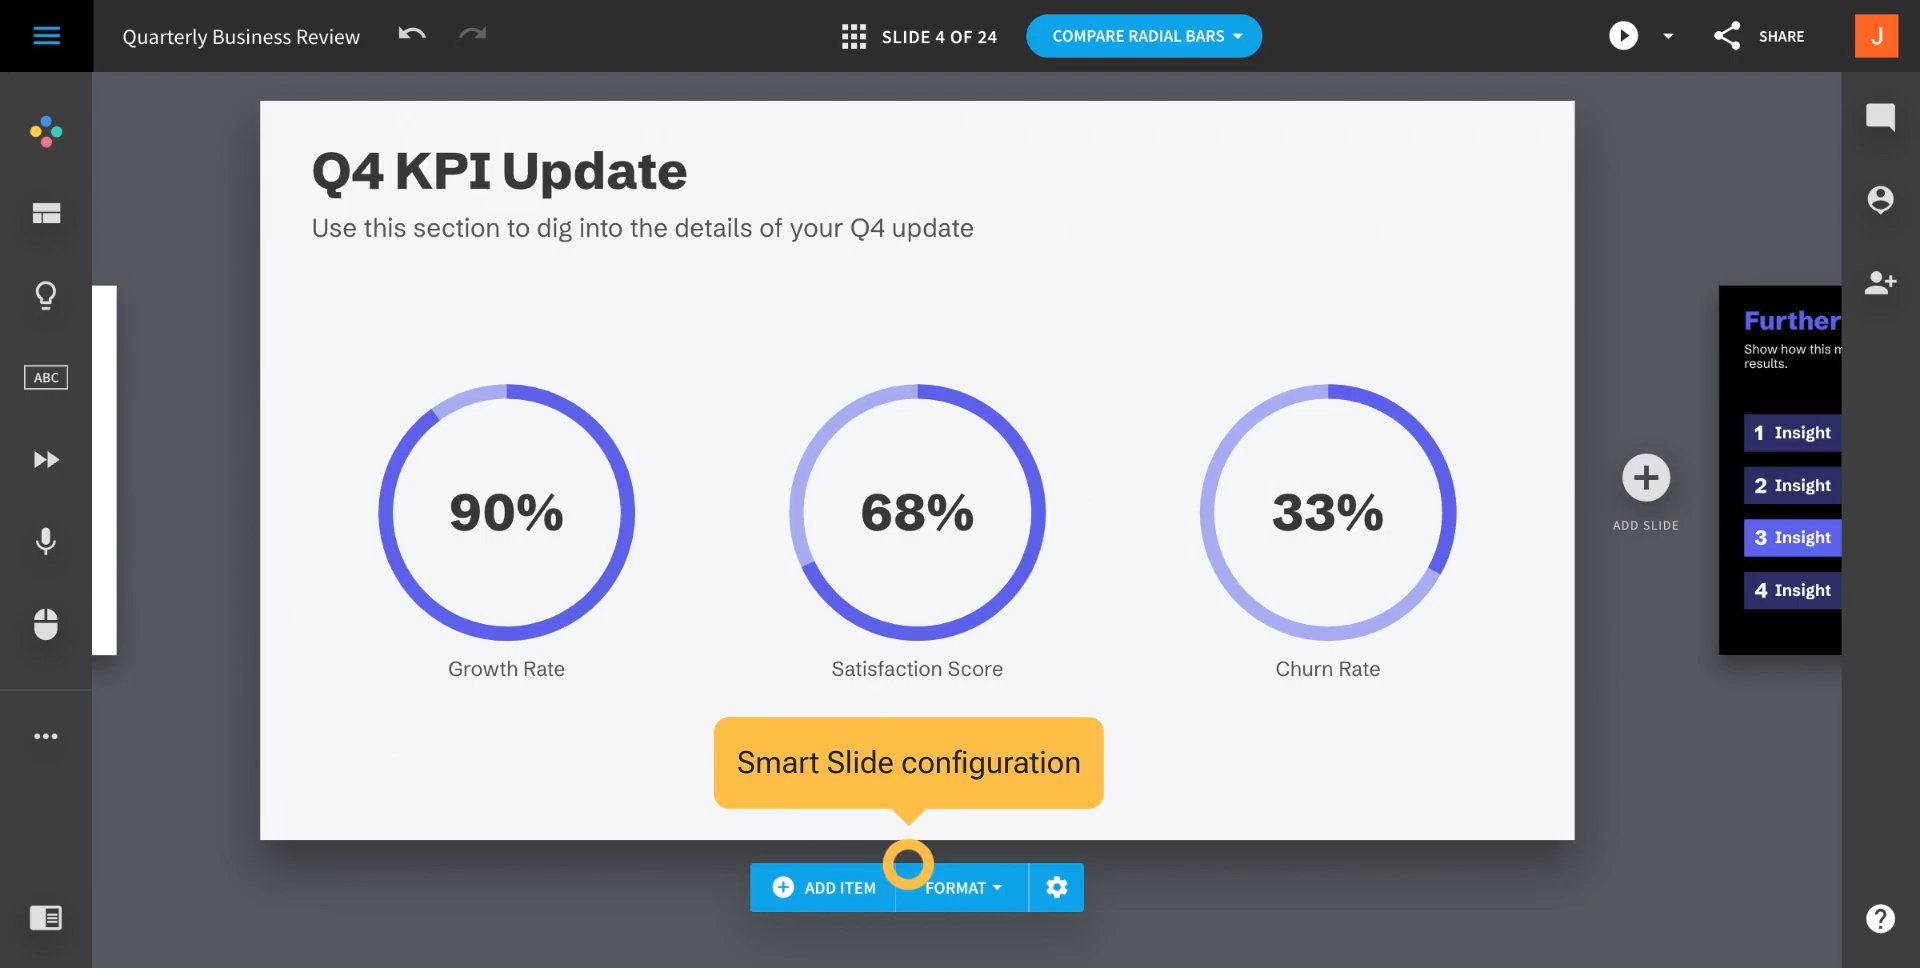 Quarterly Business Review
SLIDE 4 OF 24
COMPARE RADIAL BARS
SHARE
J
Q4 KPI Update
Use this section to dig into the details of your Q4 update
ABC
90%
68%
33%
Growth Rate
Satisfaction Score
Churn Rate
Smart Slide configuration
ADD ITEM
FORMAT
ADD SLIDE
Further
Show how this m
results.
1 Insight
2 Insight
3 Insight
4 Insight